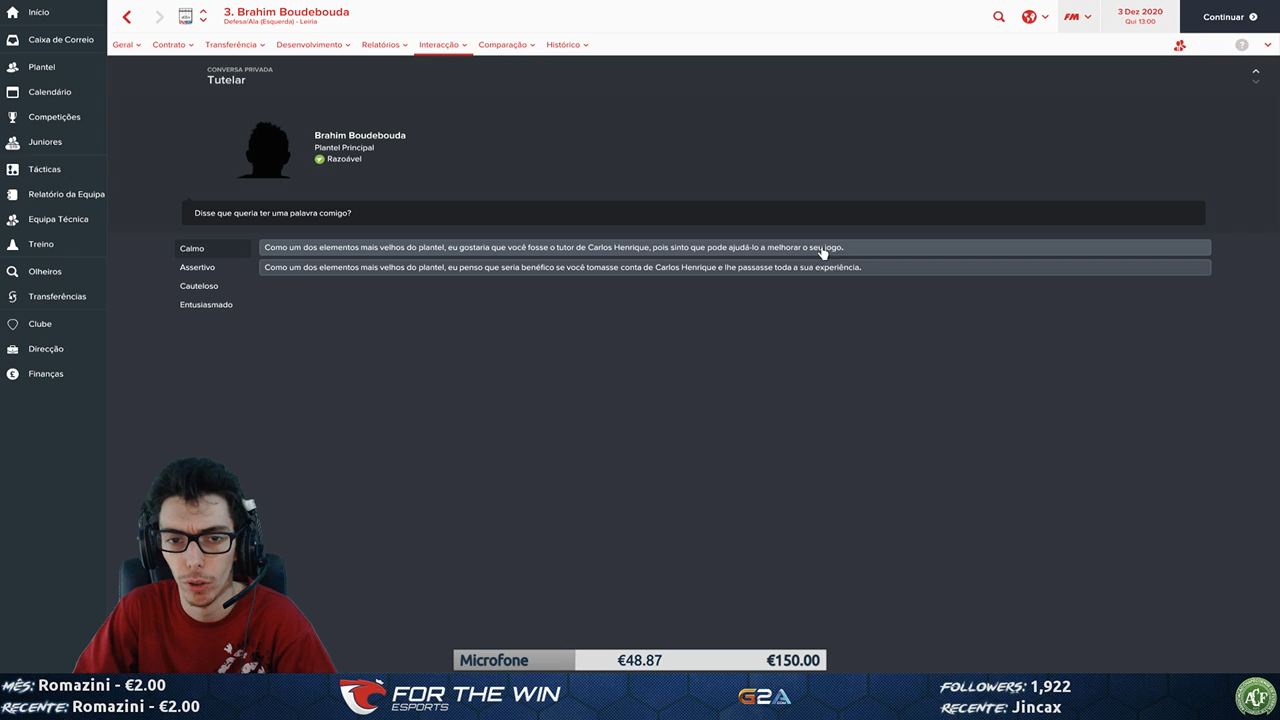 Início
Caixa de Correio
Plantel
Calendário
Competições
Juniores
Tácticas
Relatório da Equipa
Equipa Técnica
Treino
Olheiros
Transferências
Clube
Direcção
Finanças
3. Brahim Boudebouda
Defesa/Ala (Esquerda) - Leiria
FM
3 Dez 2020
Qui 13:00
Continuar
Geral
Contrato
Transferência
Desenvolvimento
Relatórios
Interacção
Comparação
Histórico
?
CONVERSA PRIVADA
Tutelar
Brahim Boudebouda
Plantel Principal
Razoável
Disse que queria ter uma palavra comigo?
Calmo
Assertivo
Cauteloso
Entusiasmado
Como um dos elementos mais velhos do plantel, eu gostaria que você fosse o tutor de Carlos Henrique, pois sinto que pode ajudá-lo a melhorar o seu jogo.
Como um dos elementos mais velhos do plantel, eu penso que seria benéfico se você tomasse conta de Carlos Henrique e lhe passasse toda a sua experiência.
Microfone €48.87 €150.00
MÊS: Romazini - €2.00
RECENTE: Romazini - €2.00
FOR THE WIN
ESPORTS
G2A
.COM
FOLLOWERS: 1,922
RECENTE: Jincax
ACF